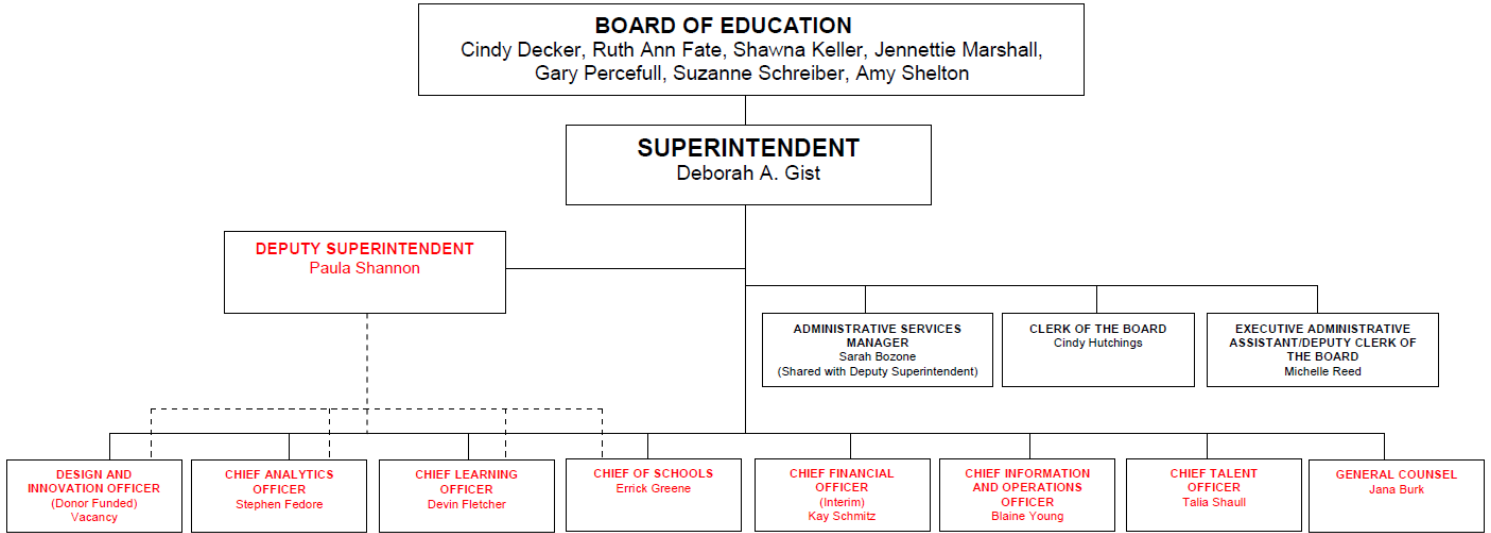 BOARD OF EDUCATION
Cindy Decker, Ruth Ann Fate, Shawna Keller, Jennettie Marshall,
Gary Percefull, Suzanne Schreiber, Amy Shelton
SUPERINTENDENT
Deborah A. Gist
DEPUTY SUPERINTENDENT
Paula Shannon
ADMINISTRATIVE SERVICES
MANAGER
Sarah Bozone
(Shared with Deputy Superintendent)
CLERK OF THE BOARD
Cindy Hutchings
EXECUTIVE ADMINISTRATIVE
ASSISTANT/DEPUTY CLERK OF
THE BOARD
Michelle Reed
DESIGN AND
INNOVATION OFFICER
(Donor Funded)
Vacancy
CHIEF ANALYTICS
OFFICER
Stephen Fedore
CHIEF LEARNING
OFFICER
Devin Fletcher
CHIEF OF SCHOOLS
Errick Greene
CHIEF FINANCIAL
OFFICER
(Interim)
Kay Schmitz
CHIEF INFORMATION
AND OPERATIONS
OFFICER
Blaine Young
CHIEF TALENT
OFFICER
Talia Shaull
GENERAL COUNSEL
Jana Burk